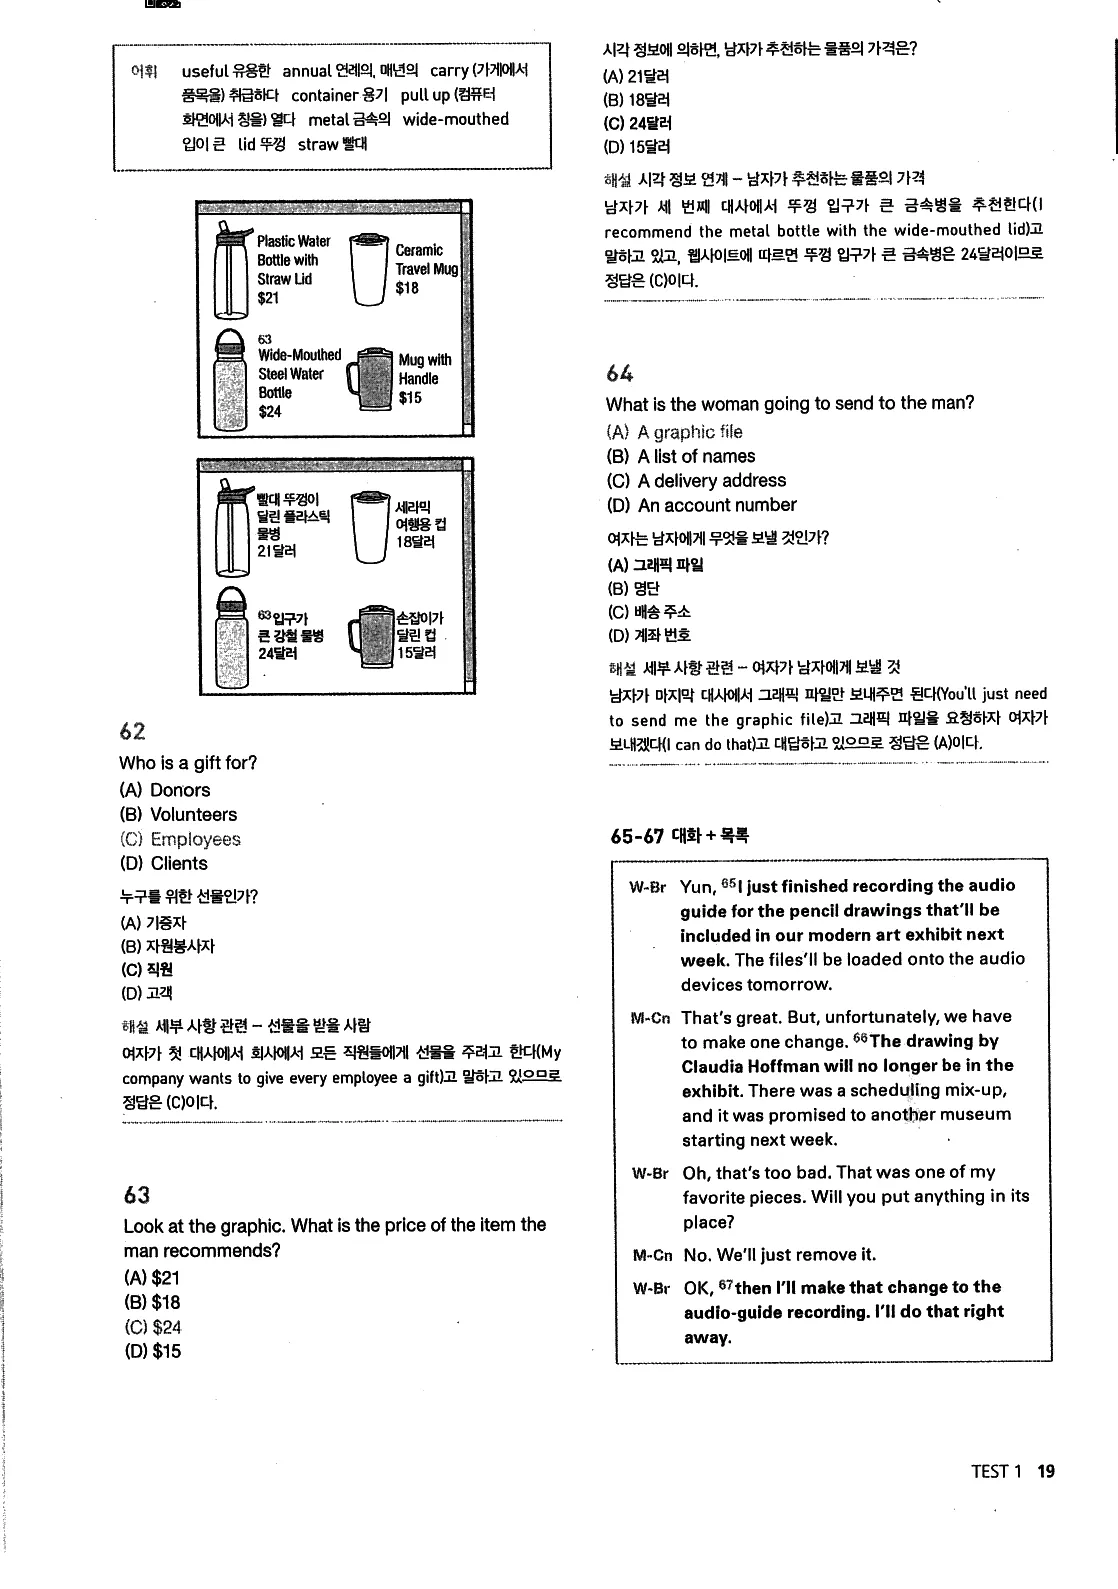 어휘 useful 유용한 annual 연례의, 매년의 carry (가게에서
품목을) 취급하다 container 용기 pull up (컴퓨터
화면에서 창을) 열다 metal 금속의 wide-mouthed
입이 큰 lid 뚜껑 straw 빨대
Plastic Water
Bottle with
Straw Lid
$21
Ceramic
Travel Mug
$18
63
Wide-Mouthed
Steel Water
Bottle
$24
Mug with
Handle
$15
빨대 뚜껑이
달린 플라스틱
물병
21달러
세라믹
여행용 컵
18달러
63 입구가
큰 강철 물병
24달러
손잡이가
달린 컵
15달러
62
Who is a gift for?
(A) Donors
(B) Volunteers
(C) Employees
(D) Clients
누구를 위한 선물인가?
(A) 기증자
(B) 자원봉사자
(C) 직원
(D) 고객
해설 세부 사항 관련 – 선물을 받을 사람
여자가 첫 대사에서 회사에서 모든 직원들에게 선물을 주려고 한다(My
company wants to give every employee a gift)고 말하고 있으므로
정답은 (C)이다.
63
Look at the graphic. What is the price of the item the
man recommends?
(A) $21
(B) $18
(C) $24
(D) $15
시각 정보에 의하면, 남자가 추천하는 물품의 가격은?
(A) 21달러
(B) 18달러
(C) 24달러
(D) 15달러
해설 시각 정보 연계 – 남자가 추천하는 물품의 가격
남자가 세 번째 대사에서 뚜껑 입구가 큰 금속병을 추천한다(I
recommend the metal bottle with the wide-mouthed lid)고
말하고 있고, 웹사이트에 따르면 뚜껑 입구가 큰 금속병은 24달러이므로
정답은 (C)이다.
64
What is the woman going to send to the man?
(A) A graphic file
(B) A list of names
(C) A delivery address
(D) An account number
여자는 남자에게 무엇을 보낼 것인가?
(A) 그래픽 파일
(B) 명단
(C) 배송 주소
(D) 계좌 번호
해설 세부 사항 관련 – 여자가 남자에게 보낼 것
남자가 마지막 대사에서 그래픽 파일만 보내주면 된다(You'll just need
to send me the graphic file)고 그래픽 파일을 요청하자 여자가
보내겠다(I can do that)고 대답하고 있으므로 정답은 (A)이다.
65-67 대화 + 목록
W-Br Yun, 65 I just finished recording the audio
guide for the pencil drawings that'll be
included in our modern art exhibit next
week. The files'll be loaded onto the audio
devices tomorrow.
M-Cn That's great. But, unfortunately, we have
to make one change. 66 The drawing by
Claudia Hoffman will no longer be in the
exhibit. There was a scheduling mix-up,
and it was promised to another museum
starting next week.
W-Br Oh, that's too bad. That was one of my
favorite pieces. Will you put anything in its
place?
M-Cn No. We'll just remove it.
W-Br OK, 67 then I'll make that change to the
audio-guide recording. I'll do that right
away.
TEST 1 19